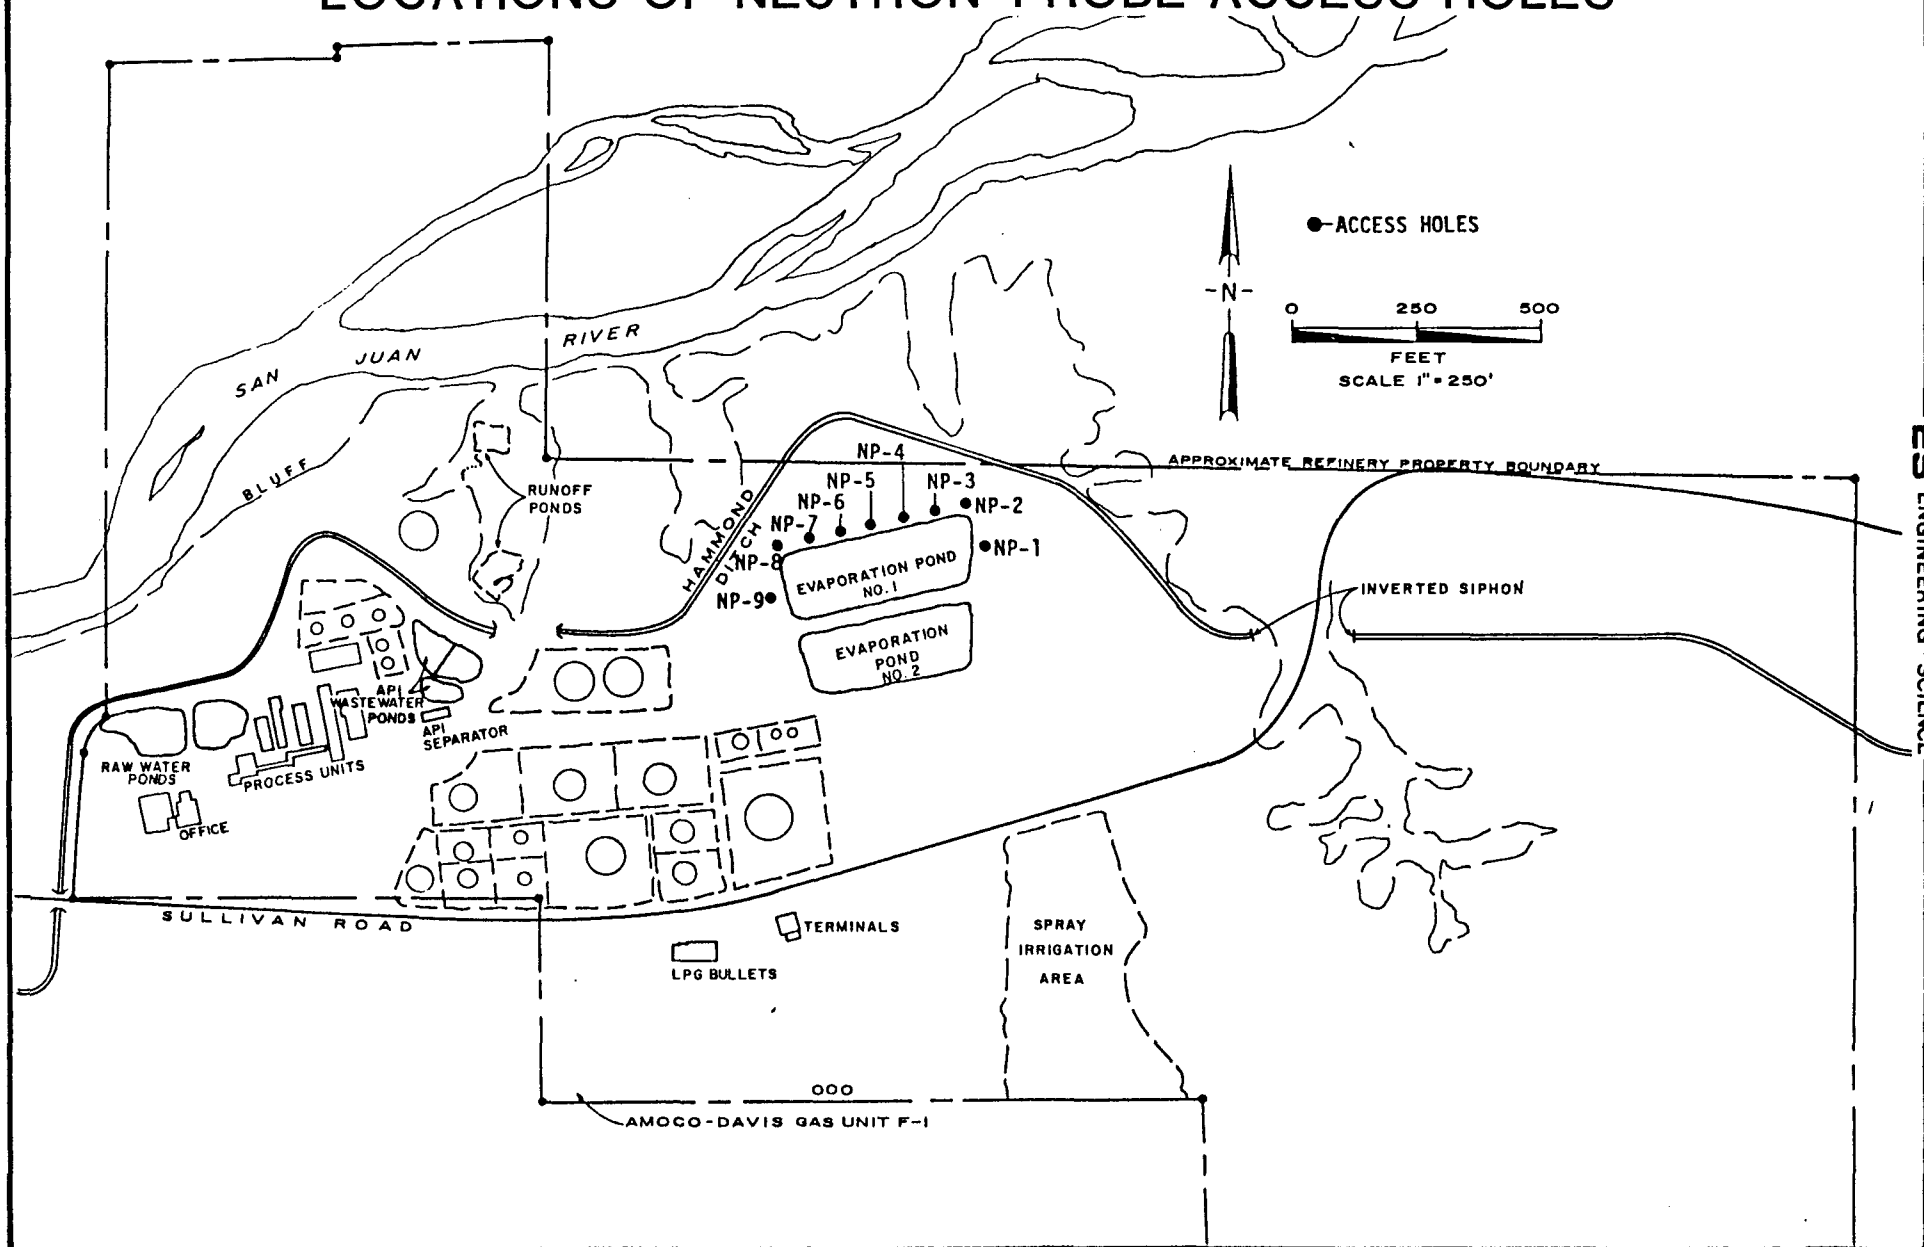 LOCATIONS OF NEUTRON PROBE ACCESS HOLES
ACCESS HOLES
-N-
0 250 500
FEET
SCALE 1"=250'
SAN JUAN RIVER
BLUFF
RUNOFF
PONDS
HAMMOND
DITCH
NP-4
NP-5
NP-3
NP-6
NP-2
NP-7
NP-1
NP-8
NP-9
EVAPORATION POND
NO. 1
EVAPORATION
POND
NO. 2
APPROXIMATE REFINERY PROPERTY BOUNDARY
INVERTED SIPHON
API
WASTEWATER
PONDS
API
SEPARATOR
RAW WATER
PONDS
PROCESS UNITS
OFFICE
SULLIVAN ROAD
TERMINALS
LPG BULLETS
SPRAY
IRRIGATION
AREA
000
AMOCO-DAVIS GAS UNIT F-1
ES ENGINEERING-SCIENCE